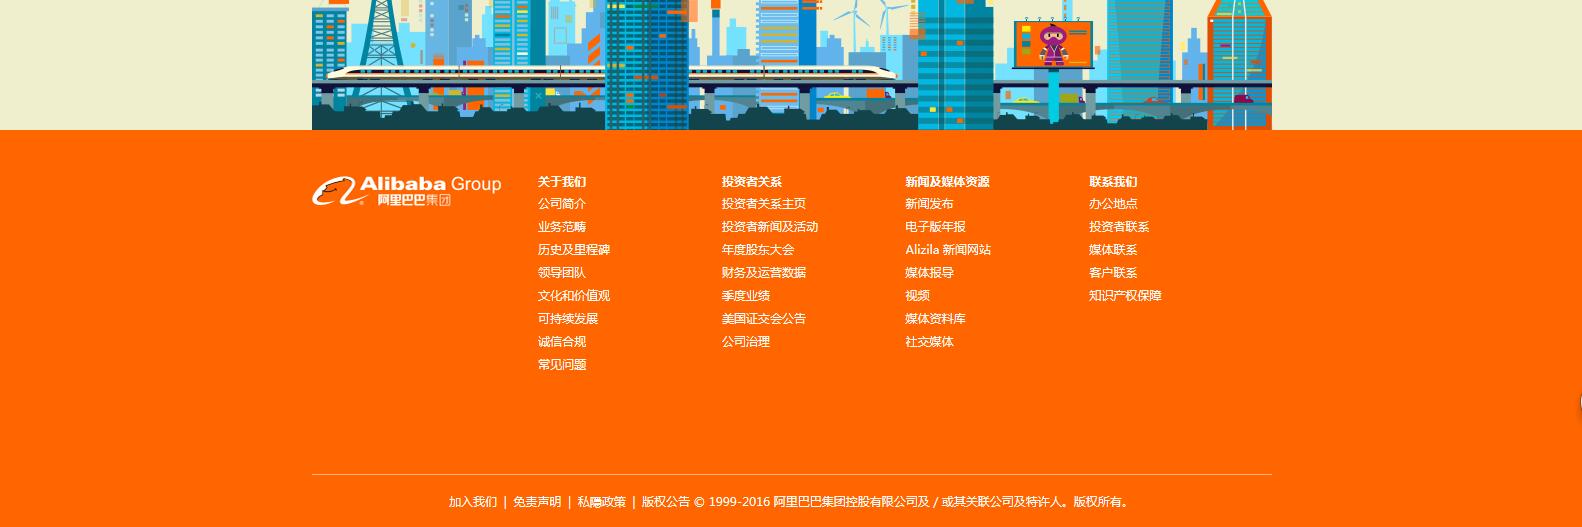 Alibaba Group
阿里巴巴集团
关于我们
公司简介
业务范畴
历史及里程碑
领导团队
文化和价值观
可持续发展
诚信合规
常见问题
投资者关系
投资者关系主页
投资者新闻及活动
年度股东大会
财务及运营数据
季度业绩
美国证交会公告
公司治理
新闻及媒体资源
新闻发布
电子版年报
Alizila 新闻网站
媒体报导
视频
媒体资料库
社交媒体
联系我们
办公地点
投资者联系
媒体联系
客户联系
知识产权保障
加入我们 | 免责声明 | 私隐政策 | 版权公告 © 1999-2016 阿里巴巴集团控股有限公司及 / 或其关联公司及特许人。版权所有。